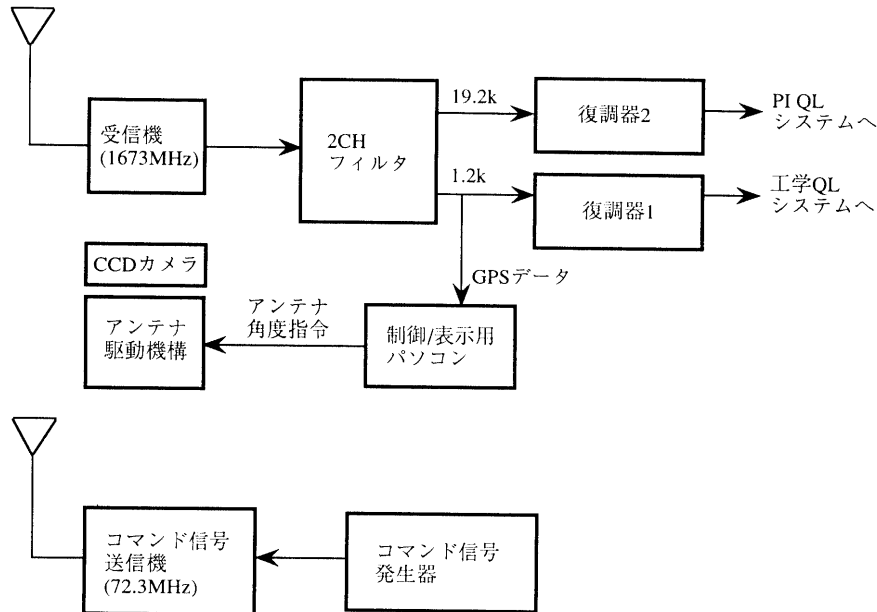 受信機
(1673MHz)
2CH
フィルタ
19.2k
復調器2
PI QL
システムへ
1.2k
復調器1
工学QL
システムへ
GPSデータ
CCDカメラ
アンテナ
駆動機構
アンテナ
角度指令
制御/表示用
パソコン
コマンド信号
送信機
(72.3MHz)
コマンド信号
発生器